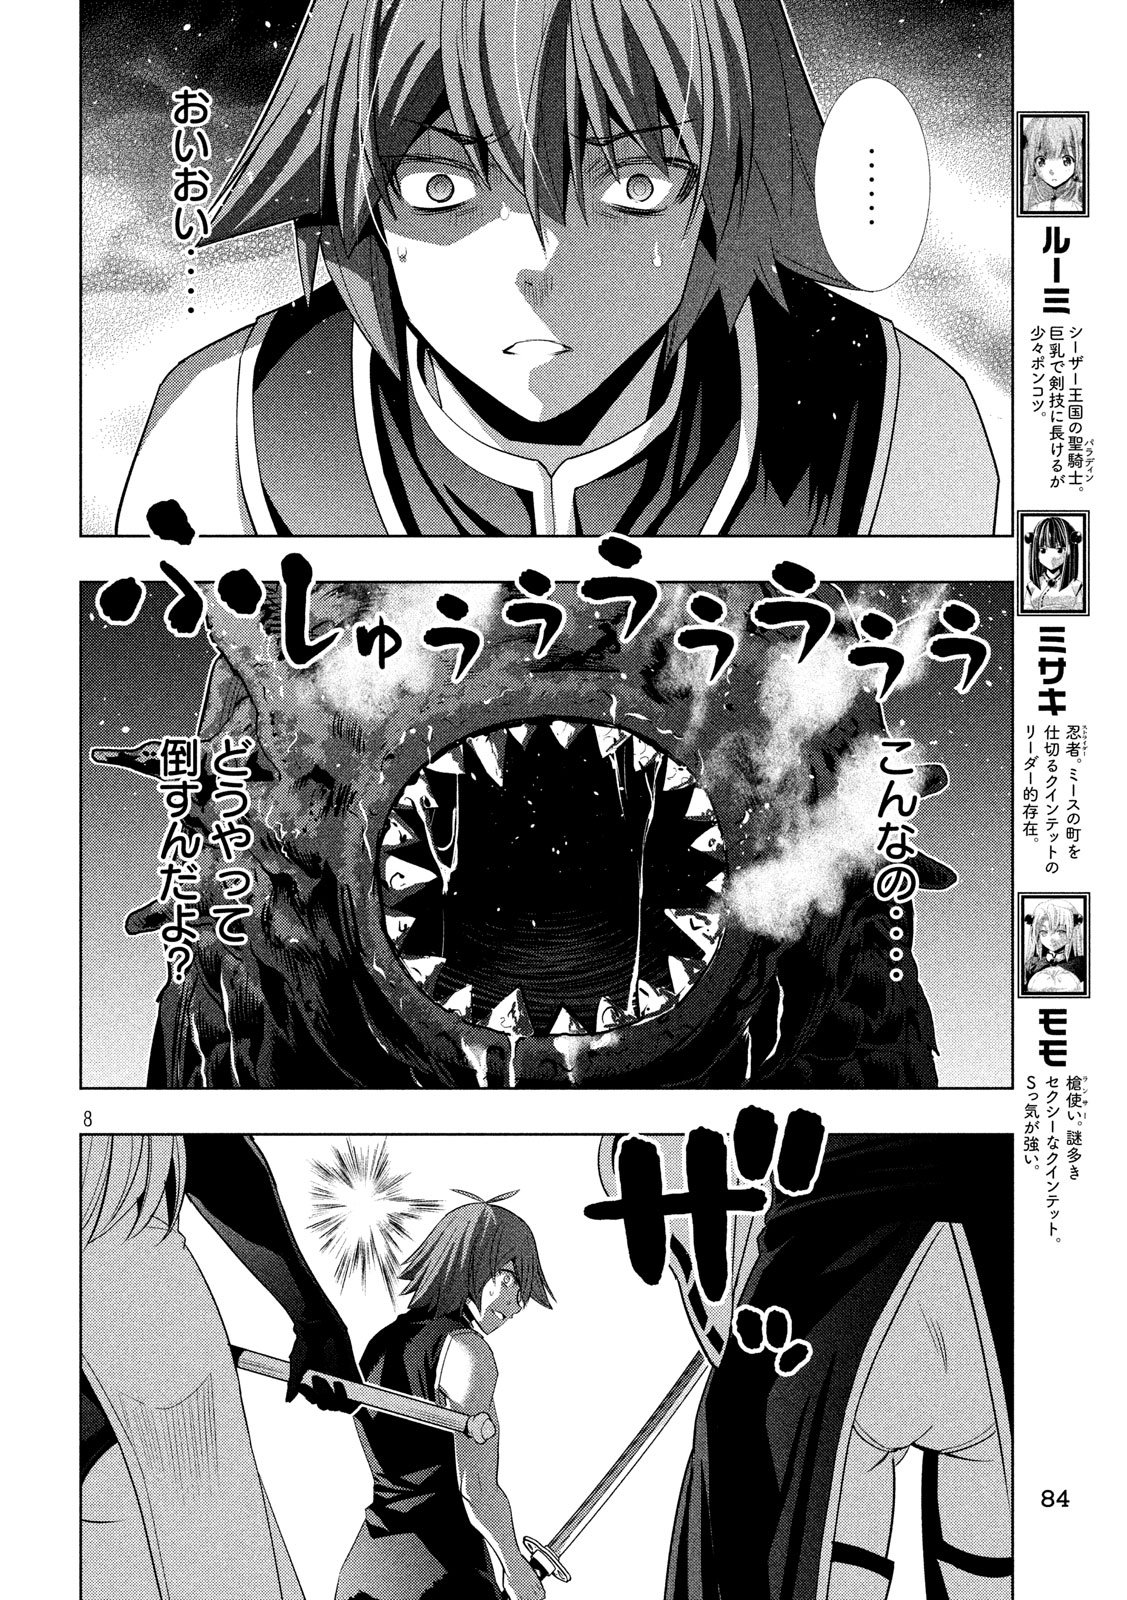 ……
おいおい……
ぶしゅううううううう
こんなの……
どうやって
倒すんだよ？
8
ザッ
ルーミ
シーザー王国の聖騎士。
パラディン
巨乳で剣技に長けるが
少々ポンコツ。
ミサキ
忍者。ミースの町を
ストライダー
仕切るクインテットの
リーダー的存在。
モモ
槍使い。謎多き
ランサー
セクシーなクインテット。
Sっ気が強い。
84